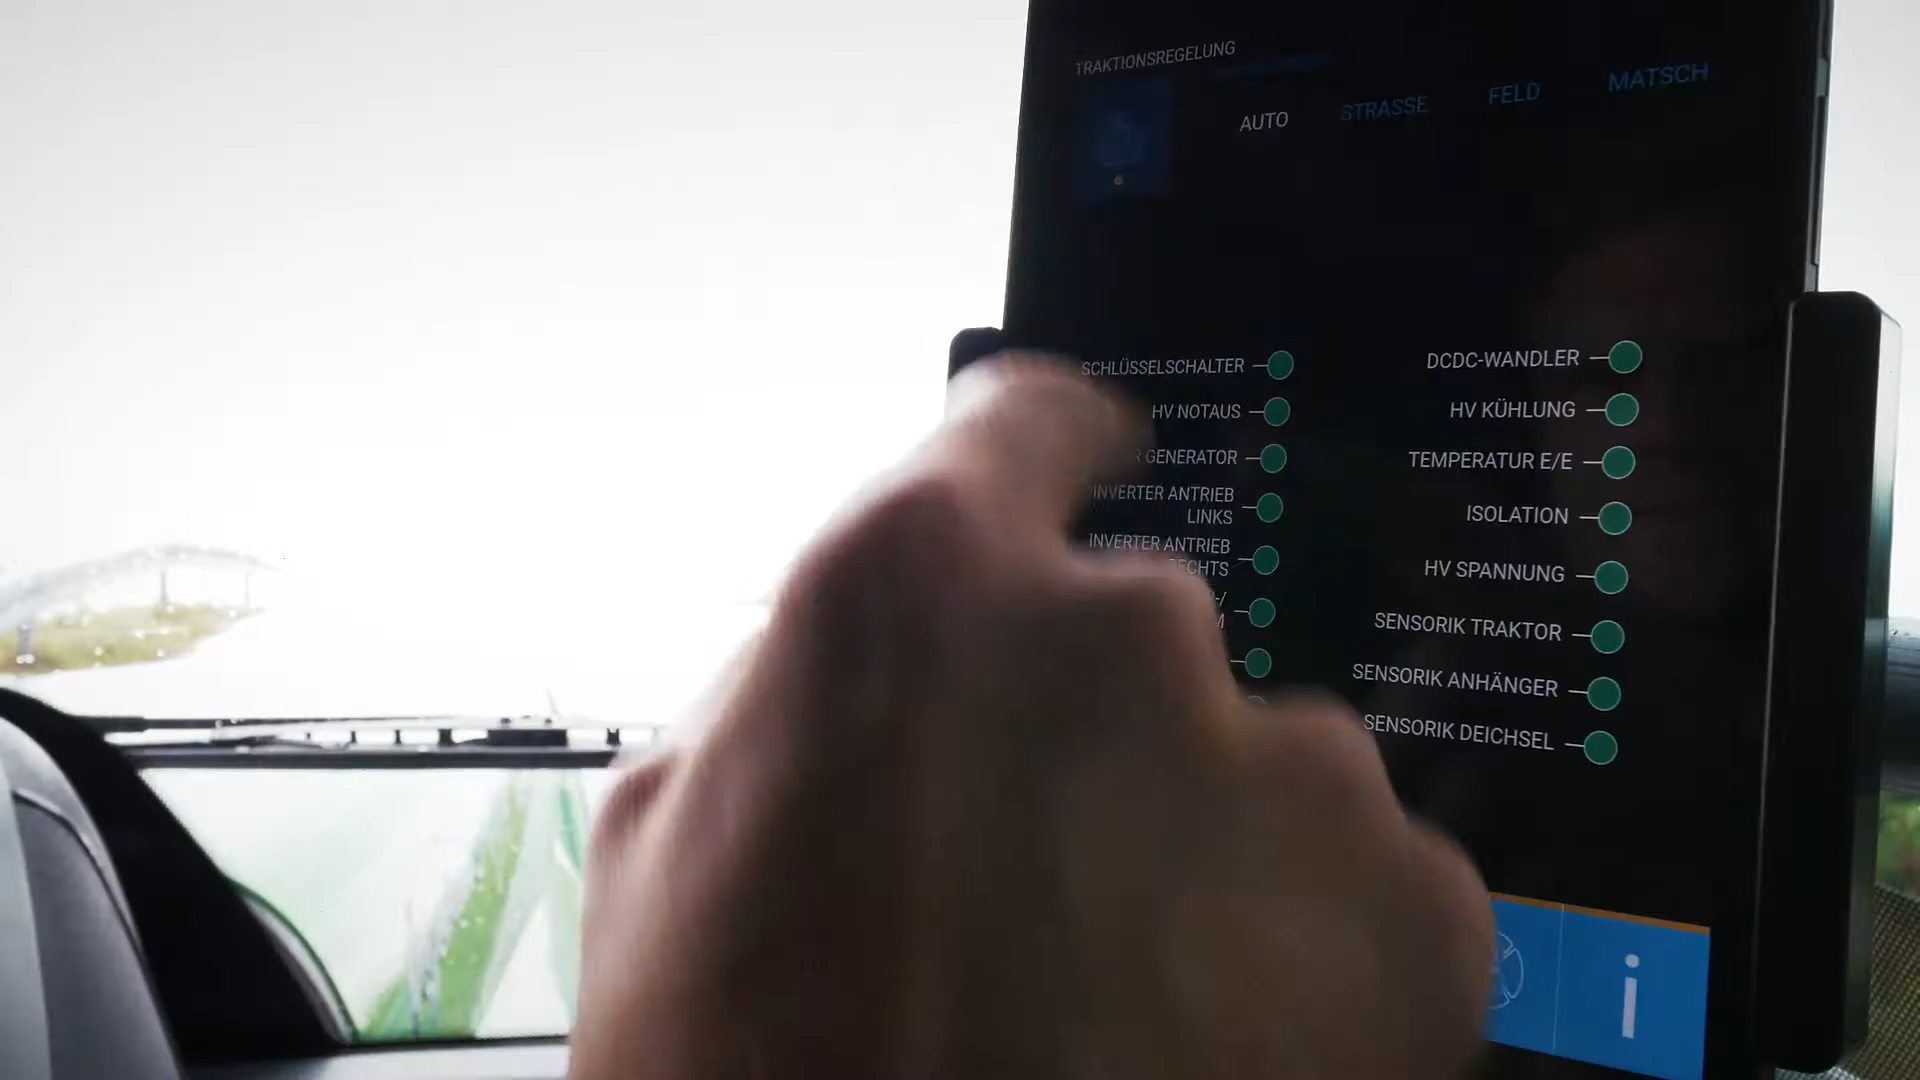 TRAKTIONSREGELUNG
AUTO STRASSE FELD MATSCH
SCHLÜSSELSCHALTER
HV NOTAUS
GENERATOR
INVERTER ANTRIEB
LINKS
INVERTER ANTRIEB
DCDC-WANDLER
HV KÜHLUNG
TEMPERATUR E/E
ISOLATION
HV SPANNUNG
SENSORIK TRAKTOR
SENSORIK ANHÄNGER
SENSORIK DEICHSEL
i